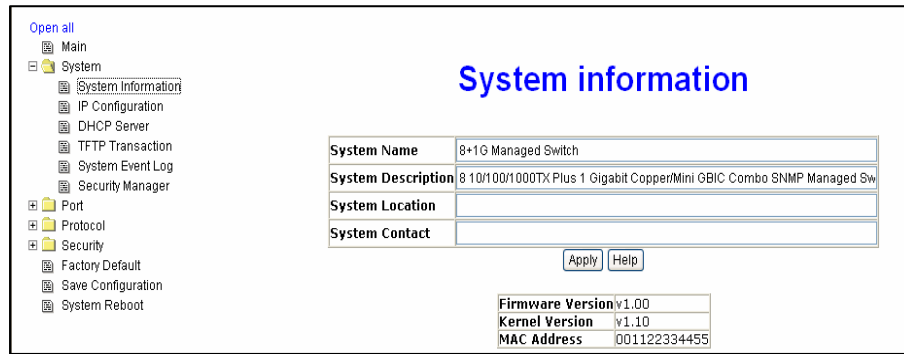 Open all
Main
System
System Information
IP Configuration
DHCP Server
TFTP Transaction
System Event Log
Security Manager
Port
Protocol
Security
Factory Default
Save Configuration
System Reboot
System information
System Name 8+1G Managed Switch
System Description 8 10/100/1000TX Plus 1 Gigabit Copper/Mini GBIC Combo SNMP Managed Sw
System Location
System Contact
Apply Help
Firmware Version v1.00
Kernel Version v1.10
MAC Address 001122334455